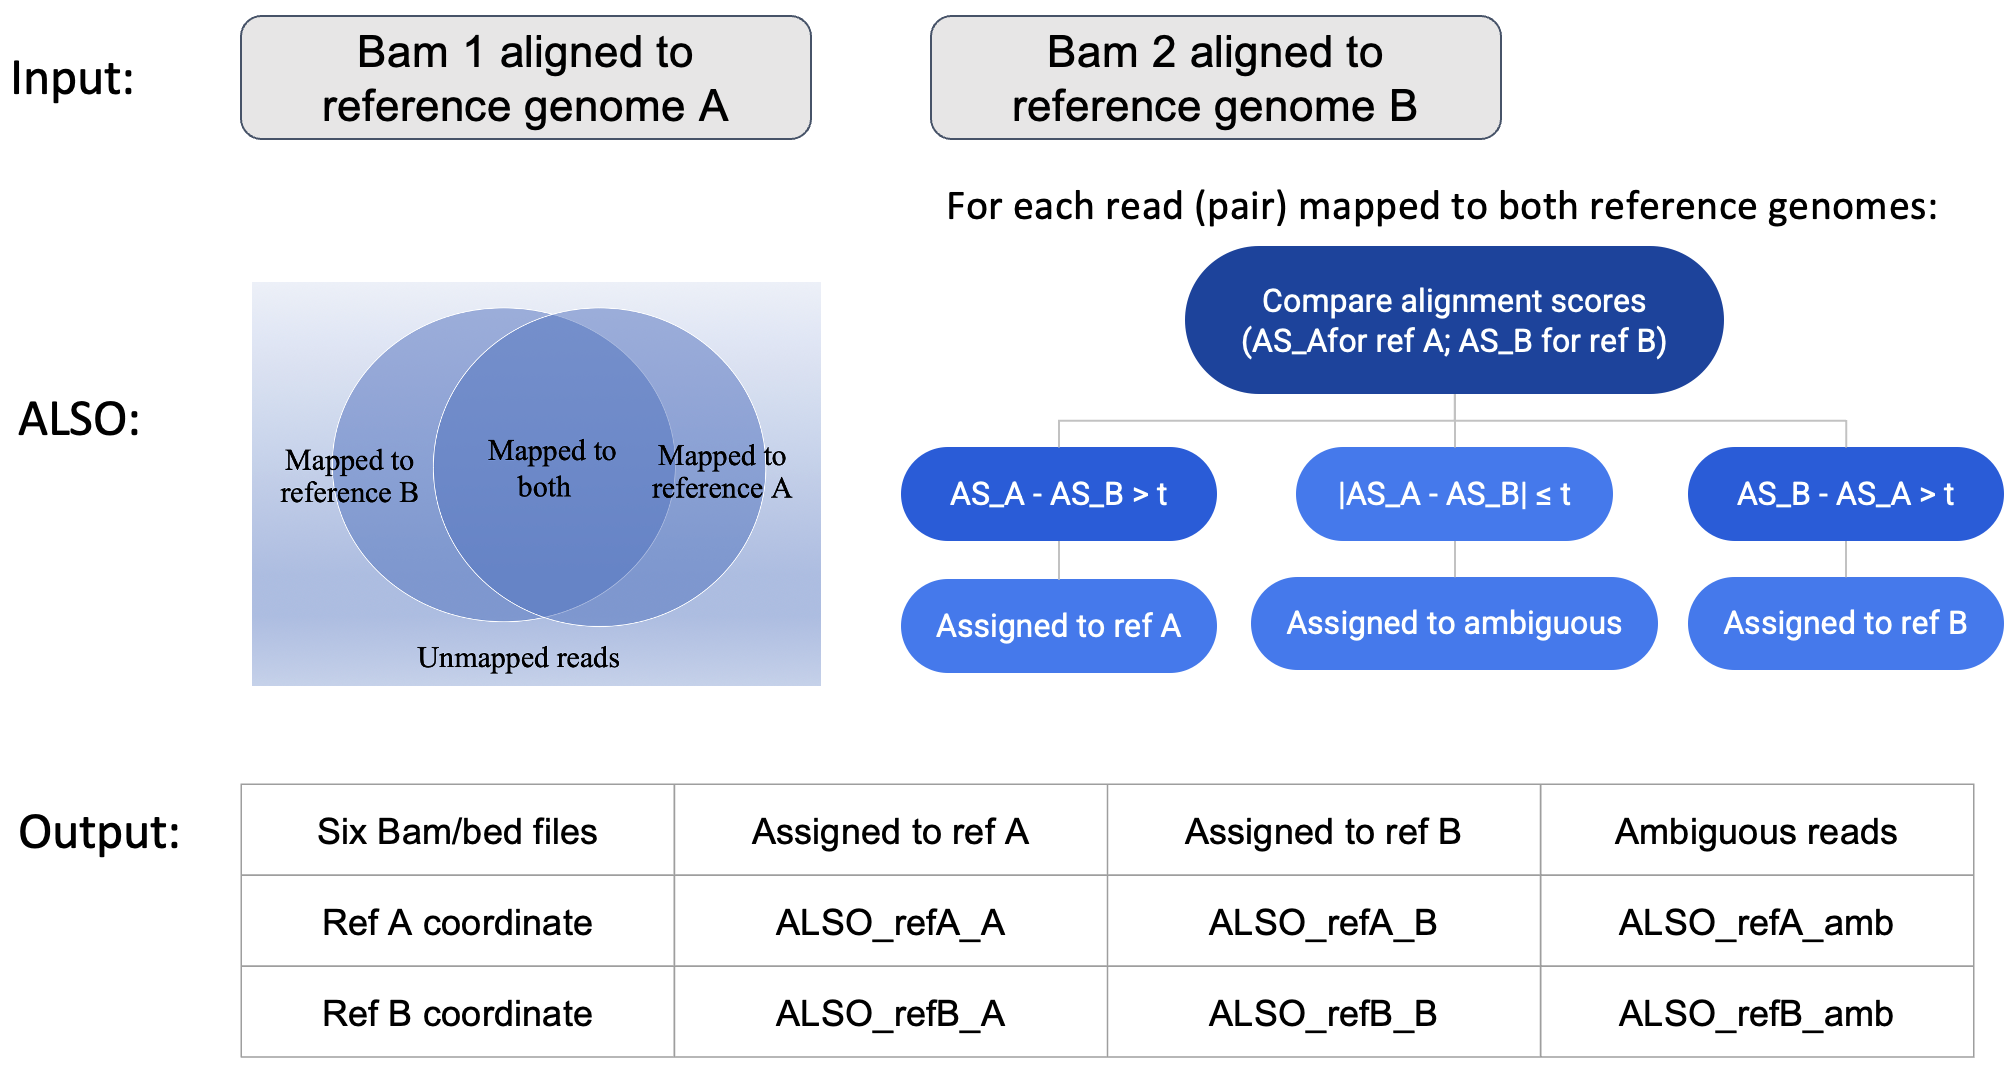 Input:
Bam 1 aligned to
reference genome A
Bam 2 aligned to
reference genome B
For each read (pair) mapped to both reference genomes:
ALSO:
Mapped to
reference B
Mapped to
both
Mapped to
reference A
Unmapped reads
Compare alignment scores
(AS_Afor ref A; AS_B for ref B)
AS_A - AS_B > t
|AS_A - AS_B| ≤ t
AS_B - AS_A > t
Assigned to ref A
Assigned to ambiguous
Assigned to ref B
Output:
Six Bam/bed files
Assigned to ref A
Assigned to ref B
Ambiguous reads
Ref A coordinate
ALSO_refA_A
ALSO_refA_B
ALSO_refA_amb
Ref B coordinate
ALSO_refB_A
ALSO_refB_B
ALSO_refB_amb